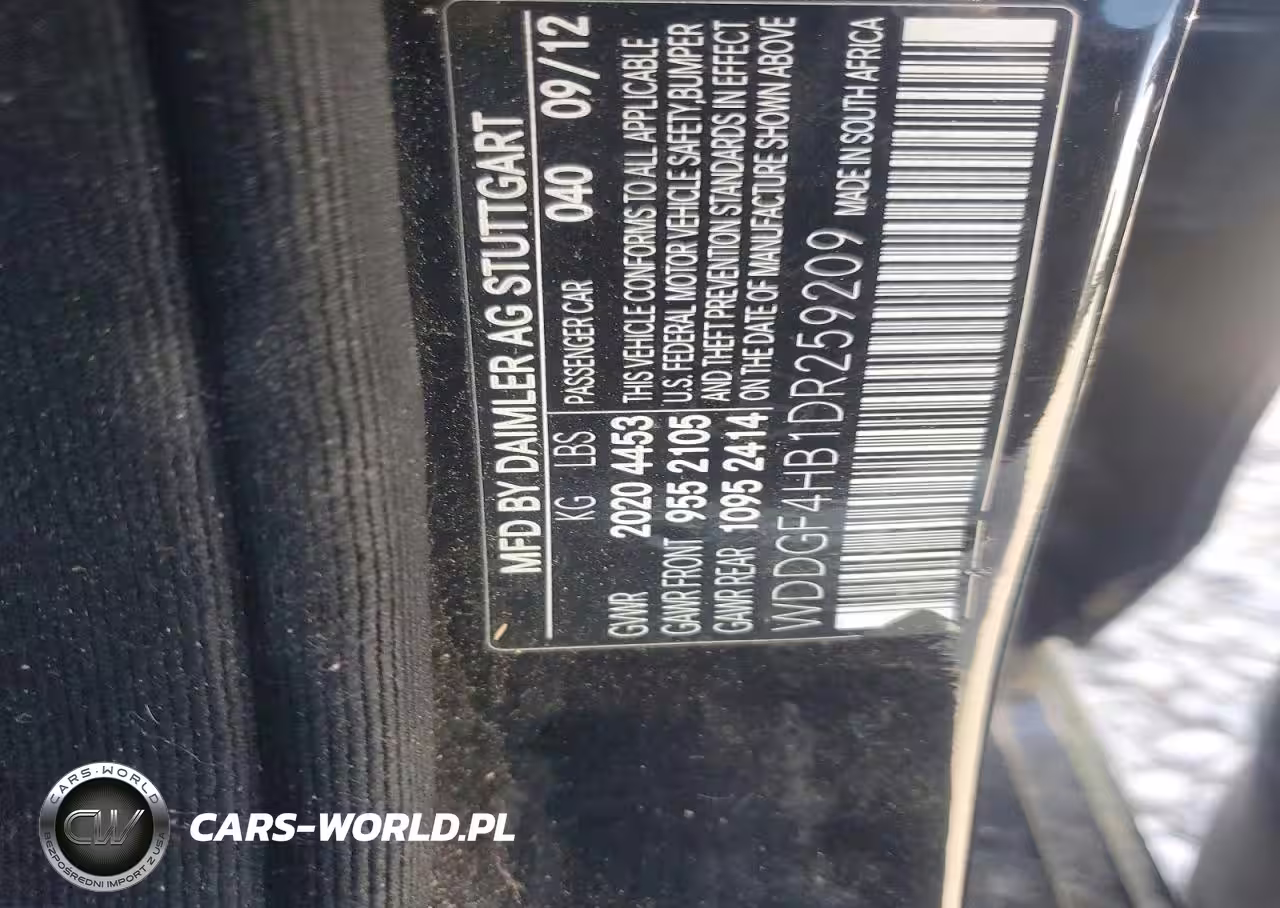 MFD BY DAIMLER AG STUTTGART
KG LBS PASSENGER CAR 040 09/12
GVWR 2020 4453 THIS VEHICLE CONFORMS TO ALL APPLICABLE
GAWR FRONT 955 2105 U.S. FEDERAL MOTOR VEHICLE SAFETY, BUMPER
GAWR REAR 1095 2414 AND THEFT PREVENTION STANDARDS IN EFFECT
ON THE DATE OF MANUFACTURE SHOWN ABOVE
WDDGF4HB1DR259209 MADE IN SOUTH AFRICA
CARS-WORLD
CW
BEZPOŚREDNI IMPORT Z USA
CARS-WORLD.PL